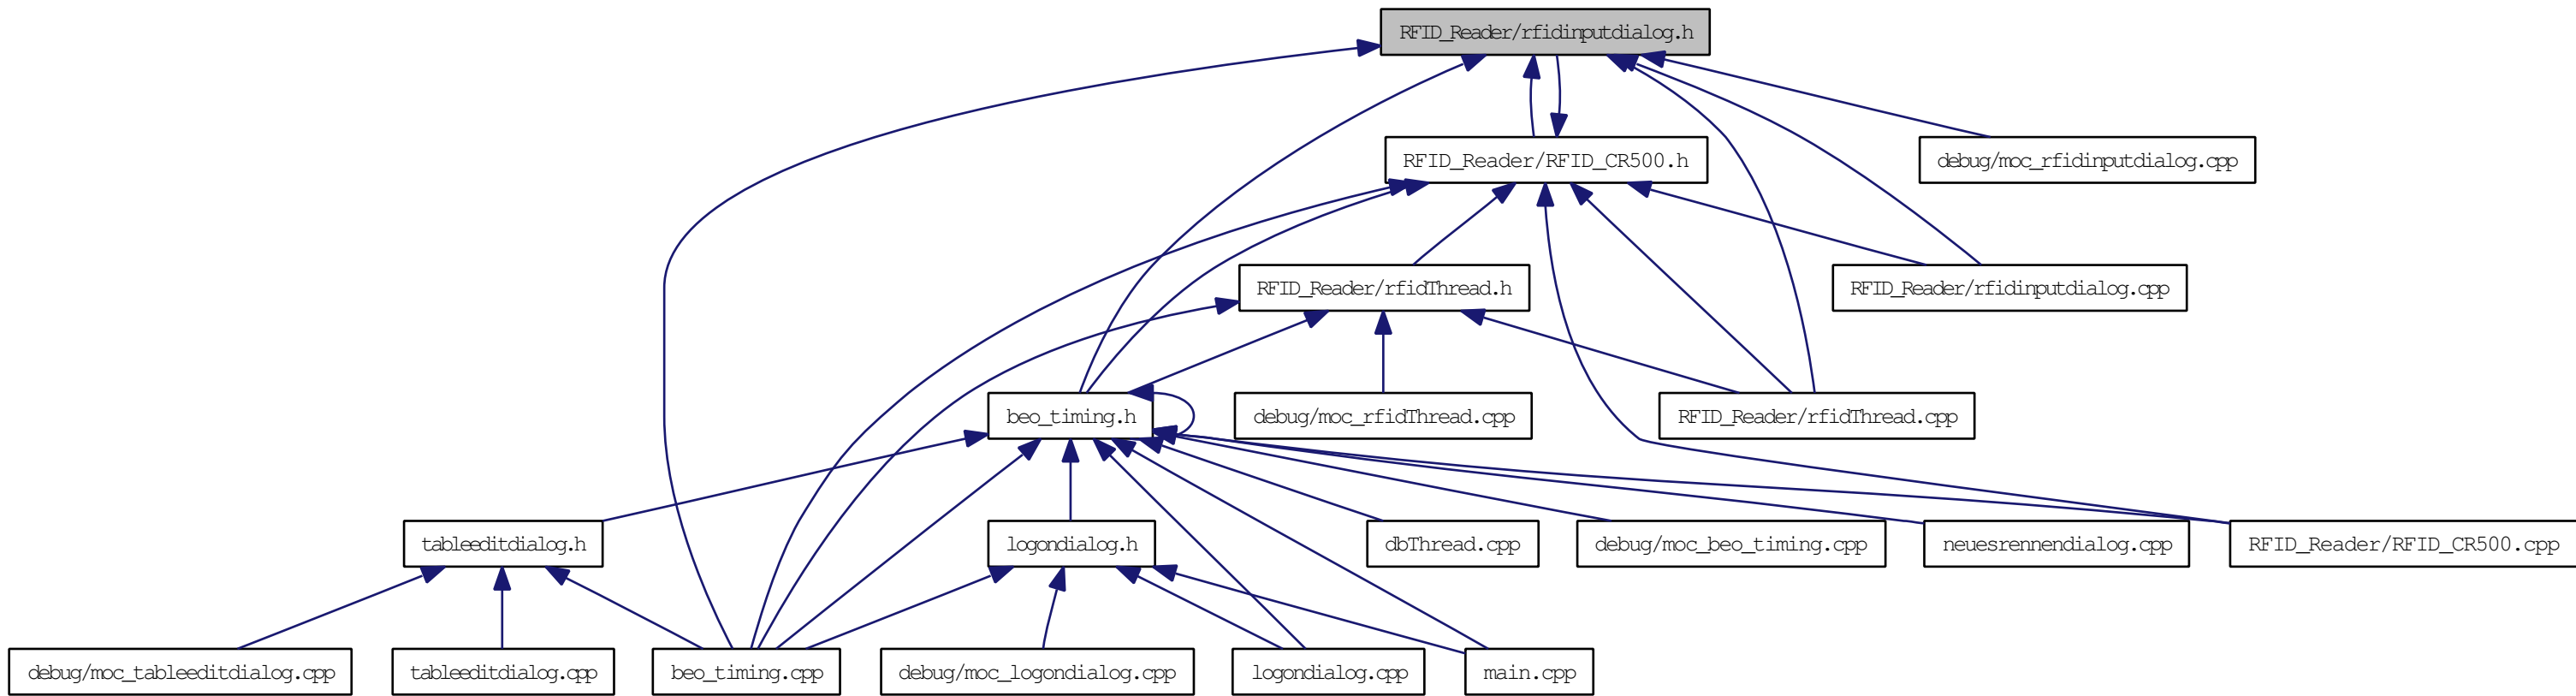 RFID_Reader/rfidinputdialog.h
RFID_Reader/RFID_CR500.h
debug/moc_rfidinputdialog.cpp
RFID_Reader/rfidThread.h
RFID_Reader/rfidinputdialog.cpp
beo_timing.h
debug/moc_rfidThread.cpp
RFID_Reader/rfidThread.cpp
tableeditdialog.h
logondialog.h
dbThread.cpp
debug/moc_beo_timing.cpp
neuesrennendialog.cpp
RFID_Reader/RFID_CR500.cpp
debug/moc_tableeditdialog.cpp
tableeditdialog.cpp
beo_timing.cpp
debug/moc_logondialog.cpp
logondialog.cpp
main.cpp